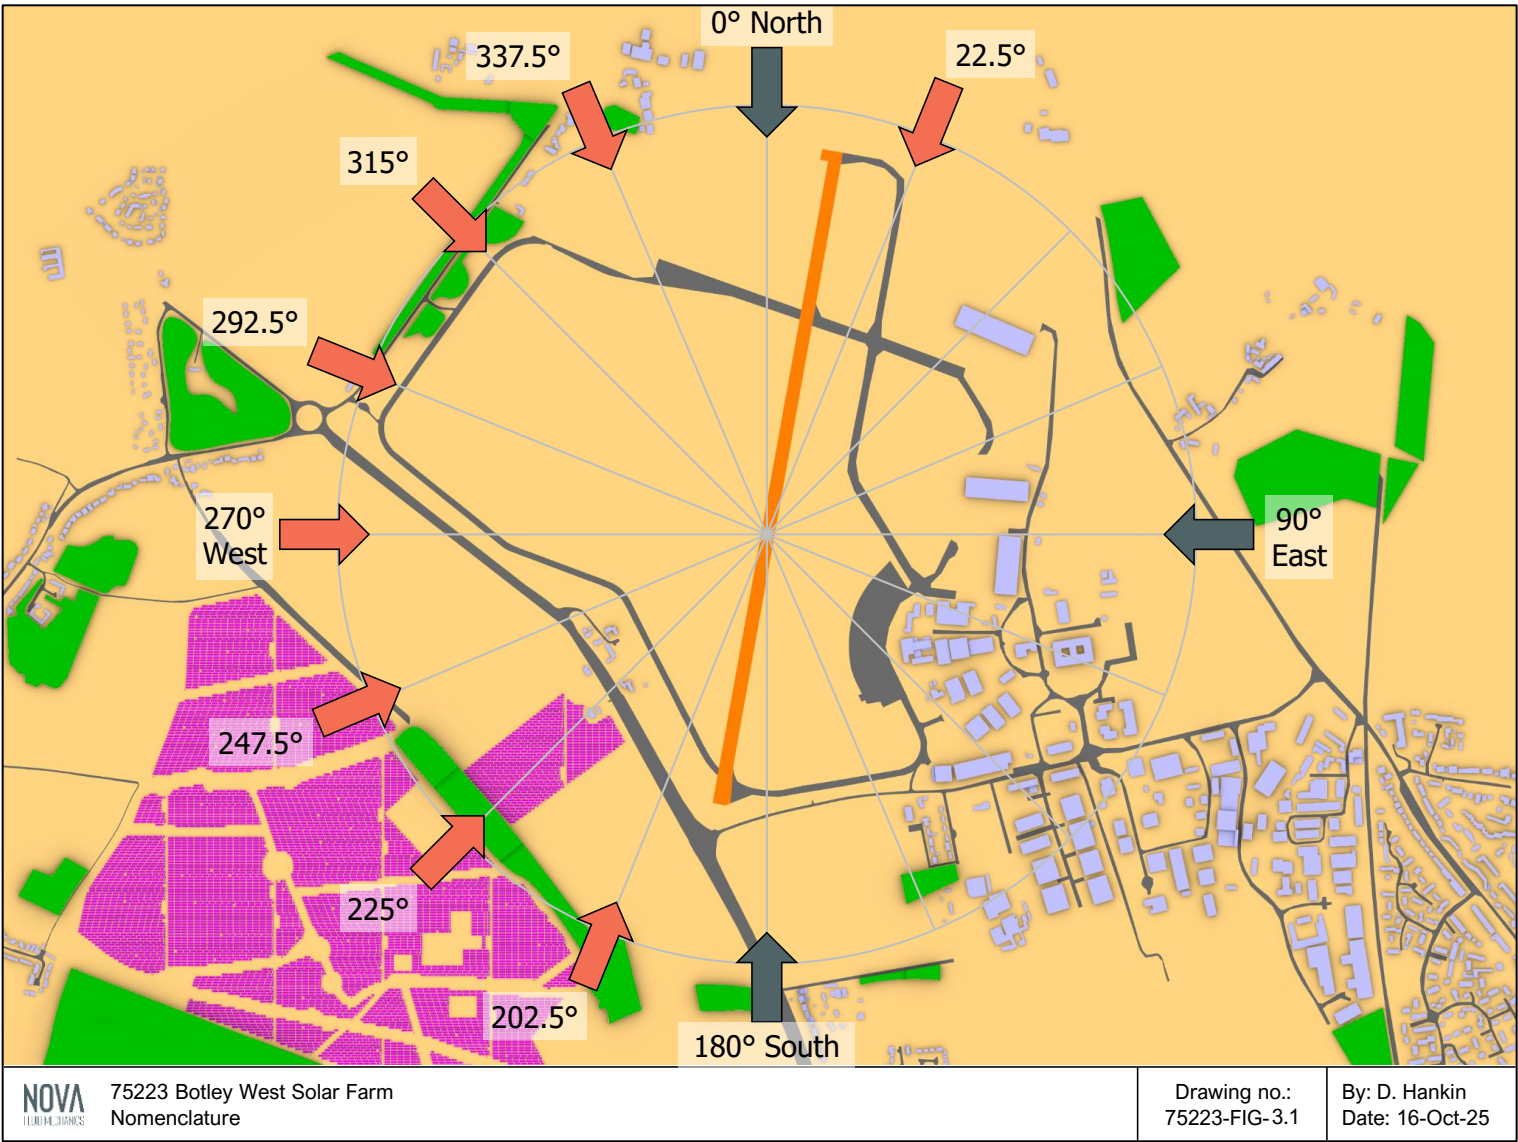 0° North
337.5°
22.5°
315°
292.5°
270°
West
90°
East
247.5°
225°
202.5°
180° South
NOVA
FLUID MECHANICS
75223 Botley West Solar Farm
Nomenclature
Drawing no.:
75223-FIG-3.1
By: D. Hankin
Date: 16-Oct-25